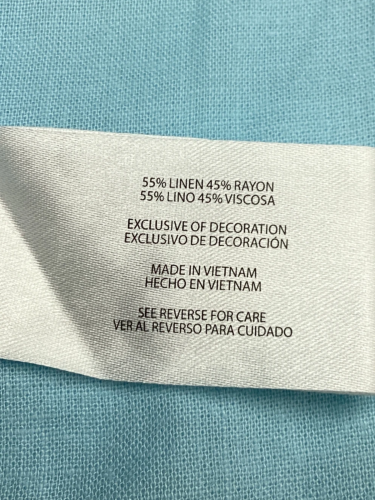 55% LINEN 45% RAYON
55% LINO 45% VISCOSA
EXCLUSIVE OF DECORATION
EXCLUSIVO DE DECORACIÓN
MADE IN VIETNAM
HECHO EN VIETNAM
SEE REVERSE FOR CARE
VER AL REVERSO PARA CUIDADO